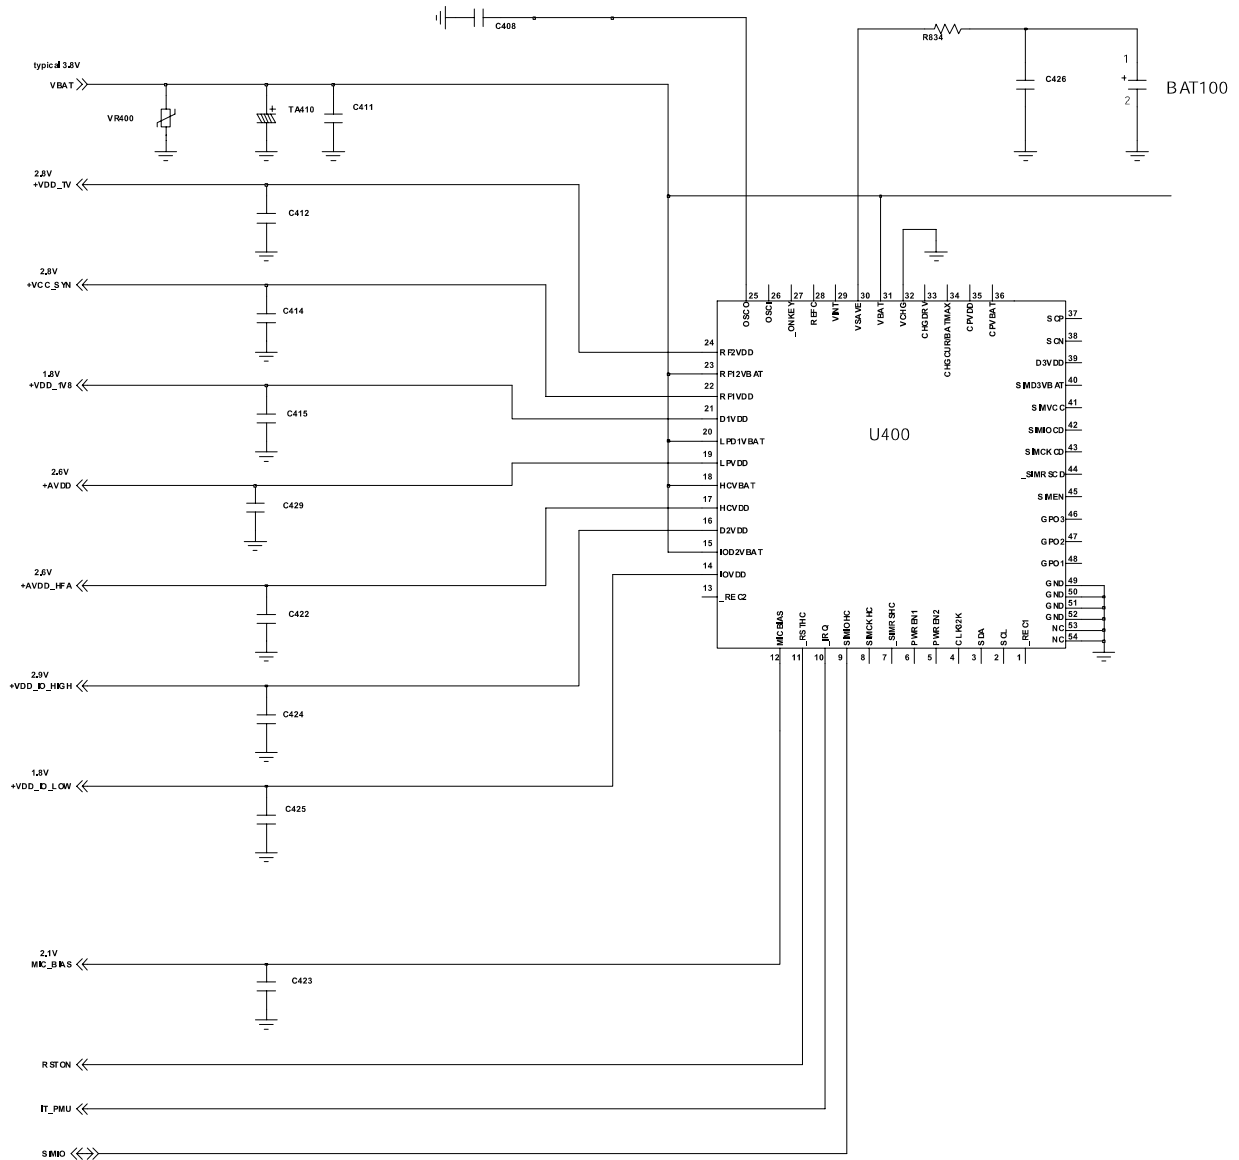 C408
R834
C426
1
+
2
BAT100
typical 3.8V
VBAT
VR400
+
TA410
C411
2.8V
+VDD_TV
C412
2.8V
+VCC_SYN
C414
1.8V
+VDD_1V8
C415
2.6V
+AVDD
C429
2.6V
+AVDD_HFA
C422
2.9V
+VDD_IO_HIGH
C424
1.8V
+VDD_IO_LOW
C425
2.1V
MIC_BIAS
C423
RSTON
IT_PMU
SIMIO
U400
25 OSCO
26 OSCI
27 _ONKEY
28 REFC
29 VINT
30 VSAVE
31 VBAT
32 VCHG
33 CHGDRV
34 CHGCUR/BATMAX
35 CPVDD
36 CPVBAT
24 RF2VDD
23 RF12VBAT
22 RF1VDD
21 D1VDD
20 LPD1VBAT
19 LPVDD
18 HCVBAT
17 HCVDD
16 D2VDD
15 IOD2VBAT
14 IOVDD
13 _REC2
SCP 37
SCN 38
D3VDD 39
SIMD3VBAT 40
SIMVCC 41
SIMIOCD 42
SIMCKCD 43
_SIMRSCD 44
SIMEN 45
GPO3 46
GPO2 47
GPO1 48
GND 49
GND 50
GND 51
GND 52
NC 53
NC 54
MICBIAS 12
_RSTHC 11
_IRQ 10
SIMIOHC 9
SIMCKHC 8
_SIMRSHC 7
PWREN1 6
PWREN2 5
CLK32K 4
SDA 3
SCL 2
_REC1 1